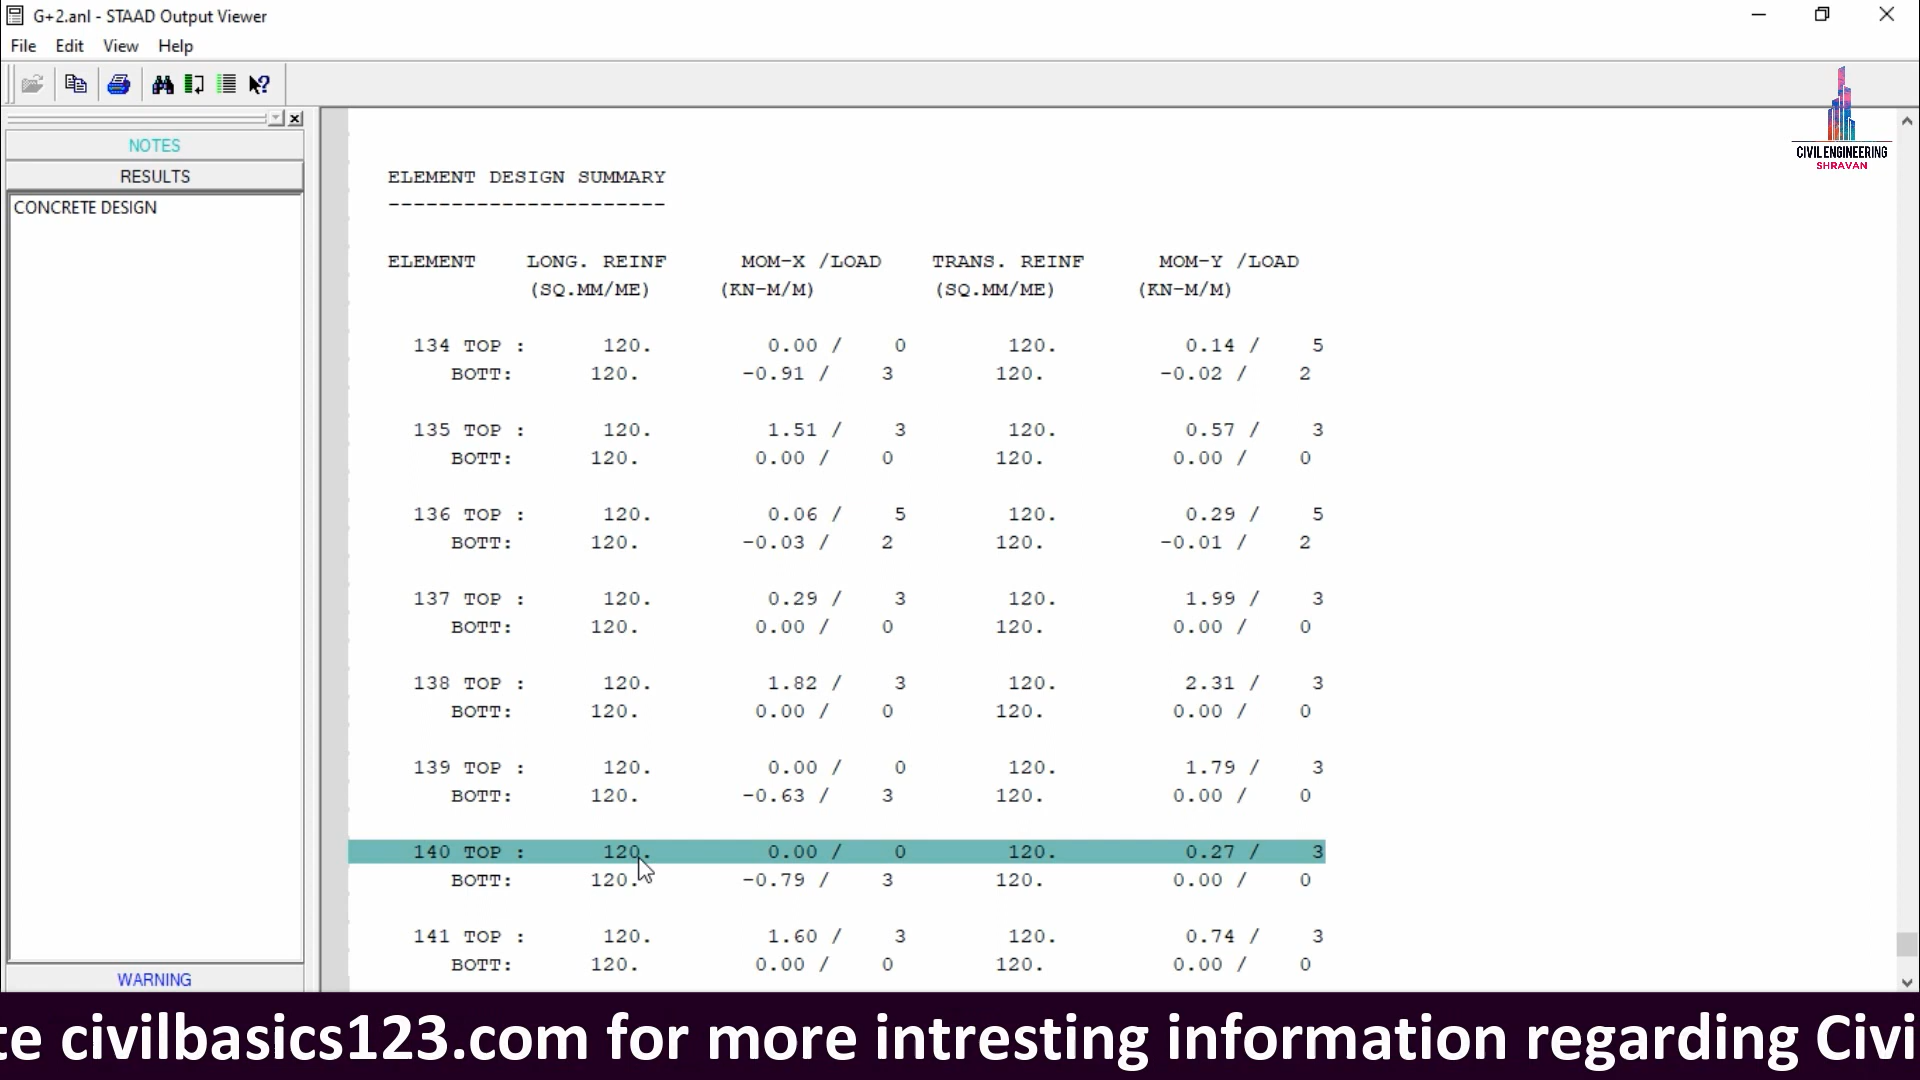 G+2.anl - STAAD Output Viewer
File Edit View Help
NOTES
RESULTS
CONCRETE DESIGN
WARNING
CIVIL ENGINEERING
SHRAVAN
ELEMENT DESIGN SUMMARY
----------------------
ELEMENT LONG. REINF MOM-X /LOAD TRANS. REINF MOM-Y /LOAD
(SQ.MM/ME) (KN-M/M) (SQ.MM/ME) (KN-M/M)
134 TOP : 120. 0.00 / 0 120. 0.14 / 5
BOTT: 120. -0.91 / 3 120. -0.02 / 2
135 TOP : 120. 1.51 / 3 120. 0.57 / 3
BOTT: 120. 0.00 / 0 120. 0.00 / 0
136 TOP : 120. 0.06 / 5 120. 0.29 / 5
BOTT: 120. -0.03 / 2 120. -0.01 / 2
137 TOP : 120. 0.29 / 3 120. 1.99 / 3
BOTT: 120. 0.00 / 0 120. 0.00 / 0
138 TOP : 120. 1.82 / 3 120. 2.31 / 3
BOTT: 120. 0.00 / 0 120. 0.00 / 0
139 TOP : 120. 0.00 / 0 120. 1.79 / 3
BOTT: 120. -0.63 / 3 120. 0.00 / 0
140 TOP : 120. 0.00 / 0 120. 0.27 / 3
BOTT: 120. -0.79 / 3 120. 0.00 / 0
141 TOP : 120. 1.60 / 3 120. 0.74 / 3
BOTT: 120. 0.00 / 0 120. 0.00 / 0
te civilbasics123.com for more intresting information regarding Civi